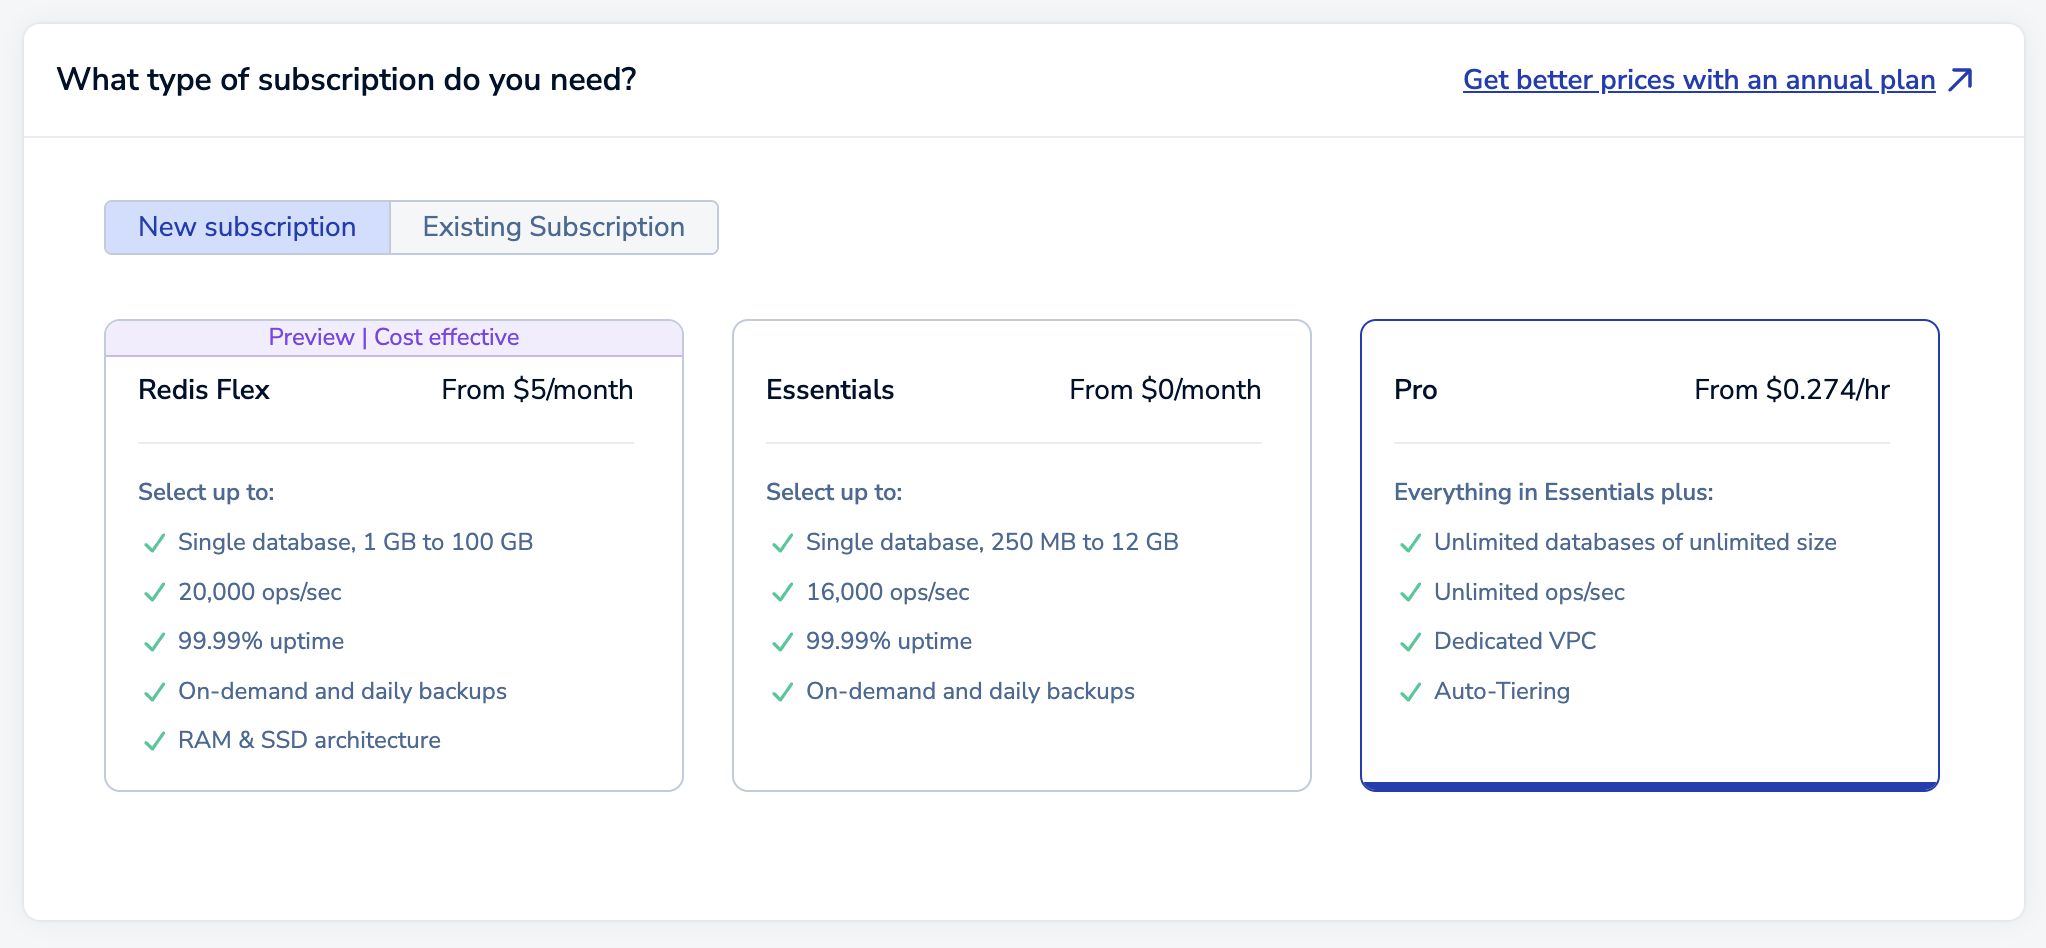 What type of subscription do you need?
Get better prices with an annual plan
New subscription
Existing Subscription
Preview | Cost effective
Redis Flex
From $5/month
Select up to:
Single database, 1 GB to 100 GB
20,000 ops/sec
99.99% uptime
On-demand and daily backups
RAM & SSD architecture
Essentials
From $0/month
Select up to:
Single database, 250 MB to 12 GB
16,000 ops/sec
99.99% uptime
On-demand and daily backups
Pro
From $0.274/hr
Everything in Essentials plus:
Unlimited databases of unlimited size
Unlimited ops/sec
Dedicated VPC
Auto-Tiering